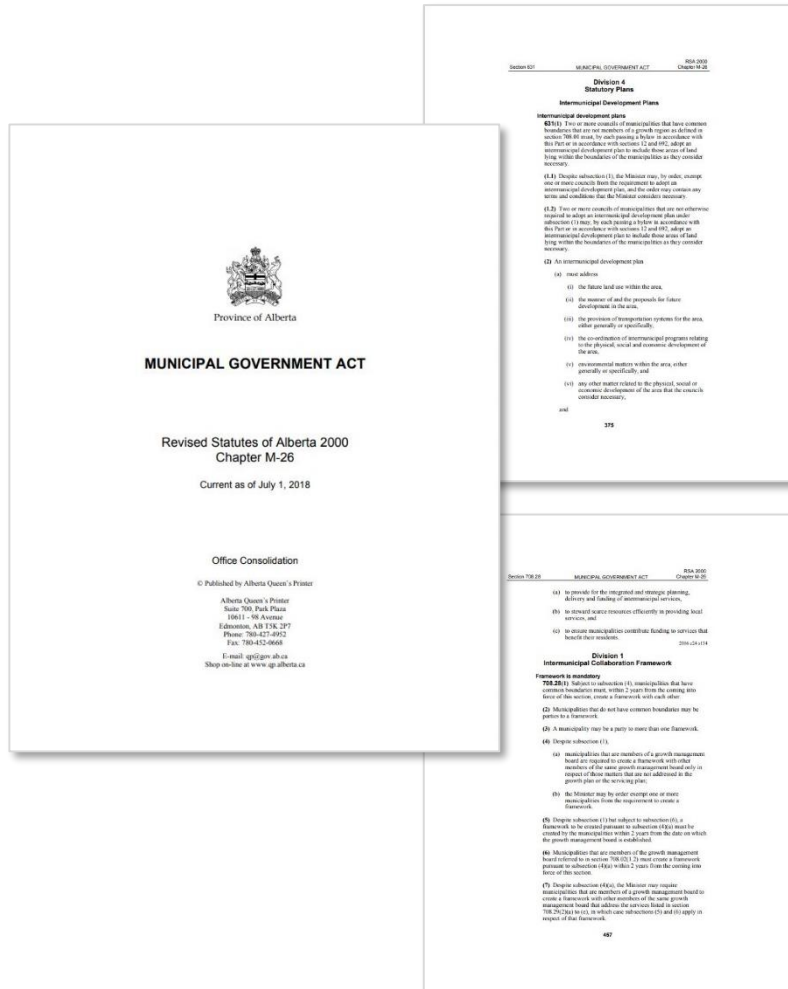 Province of Alberta
MUNICIPAL GOVERNMENT ACT
Revised Statutes of Alberta 2000
Chapter M-26
Current as of July 1, 2018
Office Consolidation
© Published by Alberta Queen's Printer
Alberta Queen's Printer
Suite 700, Park Plaza
10611 - 98 Avenue
Edmonton, AB T5K 2P7
Phone: 780-427-4952
Fax: 780-452-0668
E-mail: qp@gov.ab.ca
Shop on-line at www.qp.alberta.ca
RSA 2000
Section 631 MUNICIPAL GOVERNMENT ACT Chapter M-26
Division 4
Statutory Plans
Intermunicipal Development Plans
Intermunicipal development plans
631(1) Two or more councils of municipalities that have common
boundaries that are not members of a growth region as defined in
section 708.01 must, by each passing a bylaw in accordance with
this Part or in accordance with sections 12 and 692, adopt an
intermunicipal development plan to include those areas of land
lying within the boundaries of the municipalities as they consider
necessary.
(1.1) Despite subsection (1), the Minister may, by order, exempt
one or more councils from the requirement to adopt an
intermunicipal development plan, and the order may contain any
terms and conditions that the Minister considers necessary.
(1.2) Two or more councils of municipalities that are not otherwise
required to adopt an intermunicipal development plan under
subsection (1) may, by each passing a bylaw in accordance with
this Part or in accordance with sections 12 and 692, adopt an
intermunicipal development plan to include those areas of land
lying within the boundaries of the municipalities as they consider
necessary.
(2) An intermunicipal development plan
(a) must address
(i) the future land use within the area,
(ii) the manner of and the proposals for future
development in the area,
(iii) the provision of transportation systems for the area,
either generally or specifically,
(iv) the co-ordination of intermunicipal programs relating
to the physical, social and economic development of
the area,
(v) environmental matters within the area, either
generally or specifically, and
(vi) any other matter related to the physical, social or
economic development of the area that the councils
consider necessary,
and
375
RSA 2000
Section 708.28 MUNICIPAL GOVERNMENT ACT Chapter M-26
(a) to provide for the integrated and strategic planning,
delivery and funding of intermunicipal services,
(b) to steward scarce resources efficiently in providing local
services, and
(c) to ensure municipalities contribute funding to services that
benefit their residents.
2016 c24 s134
Division 1
Intermunicipal Collaboration Framework
Framework is mandatory
708.28(1) Subject to subsection (4), municipalities that have
common boundaries must, within 2 years from the coming into
force of this section, create a framework with each other.
(2) Municipalities that do not have common boundaries may be
parties to a framework.
(3) A municipality may be a party to more than one framework.
(4) Despite subsection (1),
(a) municipalities that are members of a growth management
board are required to create a framework with other
members of the same growth management board only in
respect of those matters that are not addressed in the
growth plan or the servicing plan;
(b) the Minister may by order exempt one or more
municipalities from the requirement to create a
framework.
(5) Despite subsection (1) but subject to subsection (6), a
framework to be created pursuant to subsection (4)(a) must be
created by the municipalities within 2 years from the date on which
the growth management board is established.
(6) Municipalities that are members of the growth management
board referred to in section 708.02(1.2) must create a framework
pursuant to subsection (4)(a) within 2 years from the coming into
force of this section.
(7) Despite subsection (4)(a), the Minister may require
municipalities that are members of a growth management board to
create a framework with other members of the same growth
management board that address the services listed in section
708.29(2)(a) to (e), in which case subsections (5) and (6) apply in
respect of that framework.
457